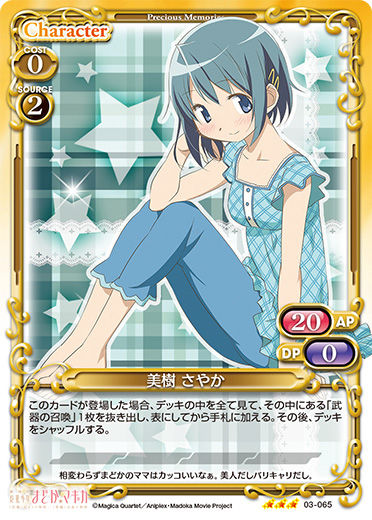 Precious Memories
Character
COST
0
SOURCE
2
20 AP
DP 0
美樹 さやか
このカードが登場した場合、デッキの中を全て見て、その中にある「武
器の召喚」1枚を抜き出し、表にしてから手札に加える。その後、デッキ
をシャッフルする。
相変わらずまどかのママはカッコいいなぁ。美人だしバリキャリだし。
まどか☆マギカ
©Magica Quartet／Aniplex・Madoka Movie Project
03-065